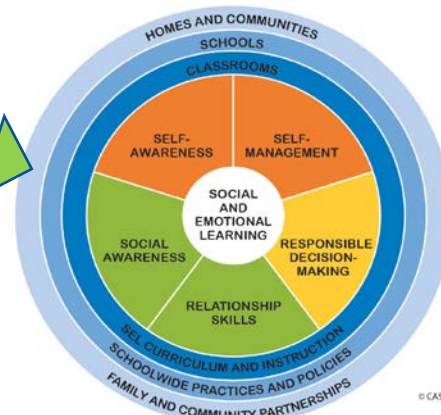 HOMES AND COMMUNITIES
SCHOOLS
CLASSROOMS
SELF-
AWARENESS
SELF-
MANAGEMENT
SOCIAL
AND
EMOTIONAL
LEARNING
SOCIAL
AWARENESS
RESPONSIBLE
DECISION-
MAKING
RELATIONSHIP
SKILLS
SEL CURRICULUM AND INSTRUCTION
SCHOOLWIDE PRACTICES AND POLICIES
FAMILY AND COMMUNITY PARTNERSHIPS
©